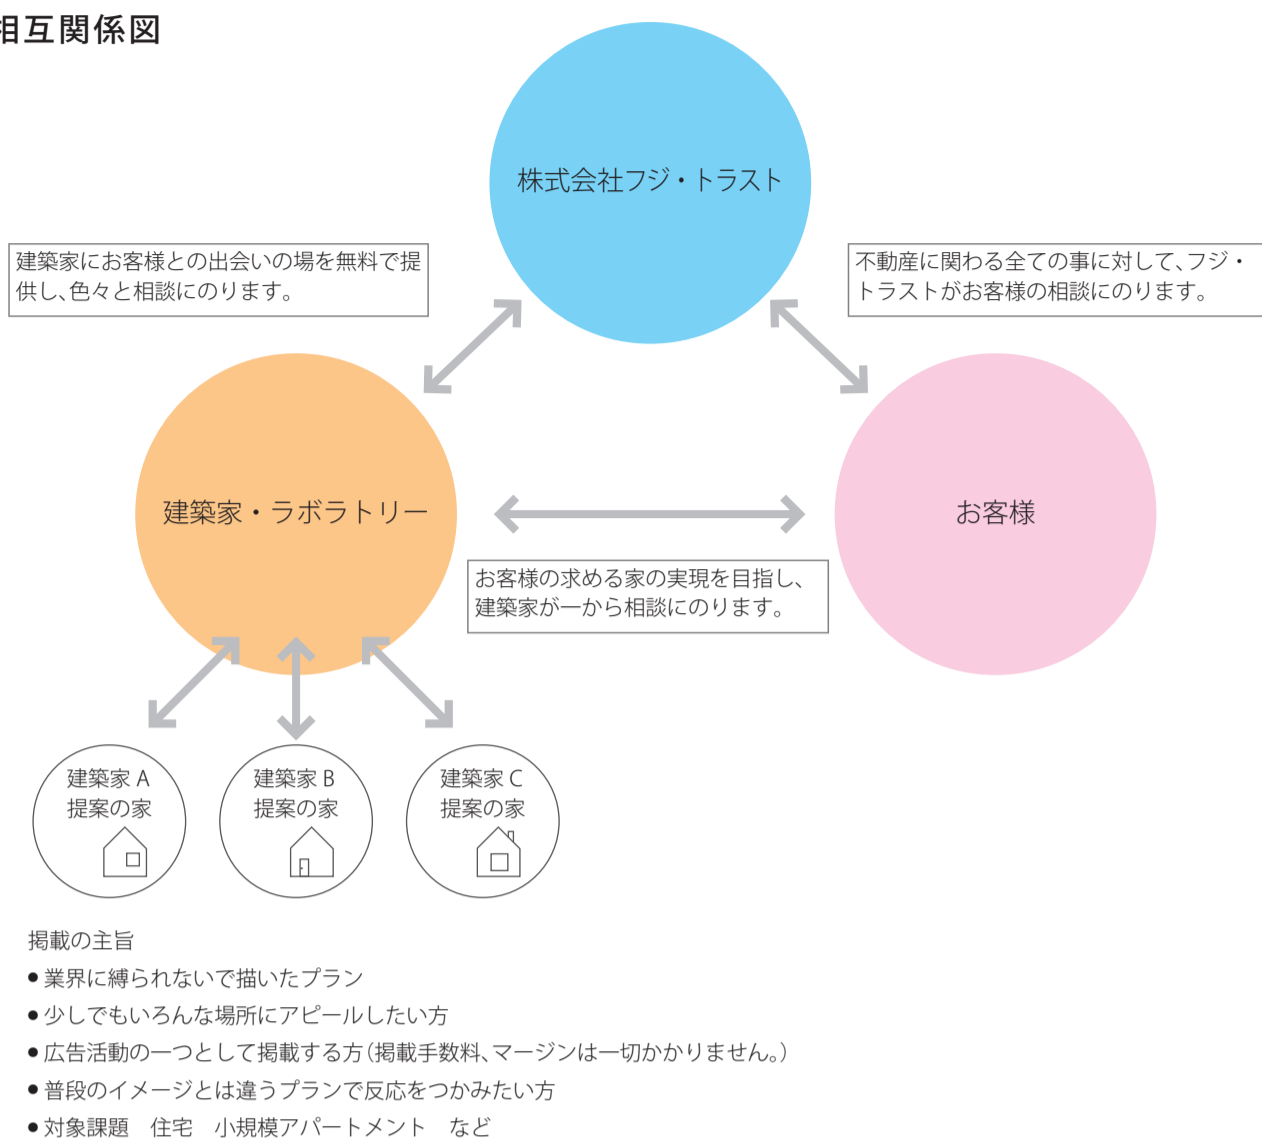 相互関係図
株式会社フジ・トラスト
建築家にお客様との出会いの場を無料で提
供し、色々と相談にのります。
不動産に関わる全ての事に対して、フジ・
トラストがお客様の相談にのります。
建築家・ラボラトリー
お客様
お客様の求める家の実現を目指し、
建築家が一から相談にのります。
建築家 A
提案の家
建築家 B
提案の家
建築家 C
提案の家
掲載の主旨
● 業界に縛られないで描いたプラン
● 少しでもいろんな場所にアピールしたい方
● 広告活動の一つとして掲載する方（掲載手数料、マージンは一切かかりません。）
● 普段のイメージとは違うプランで反応をつかみたい方
● 対象課題　住宅　小規模アパートメント　など